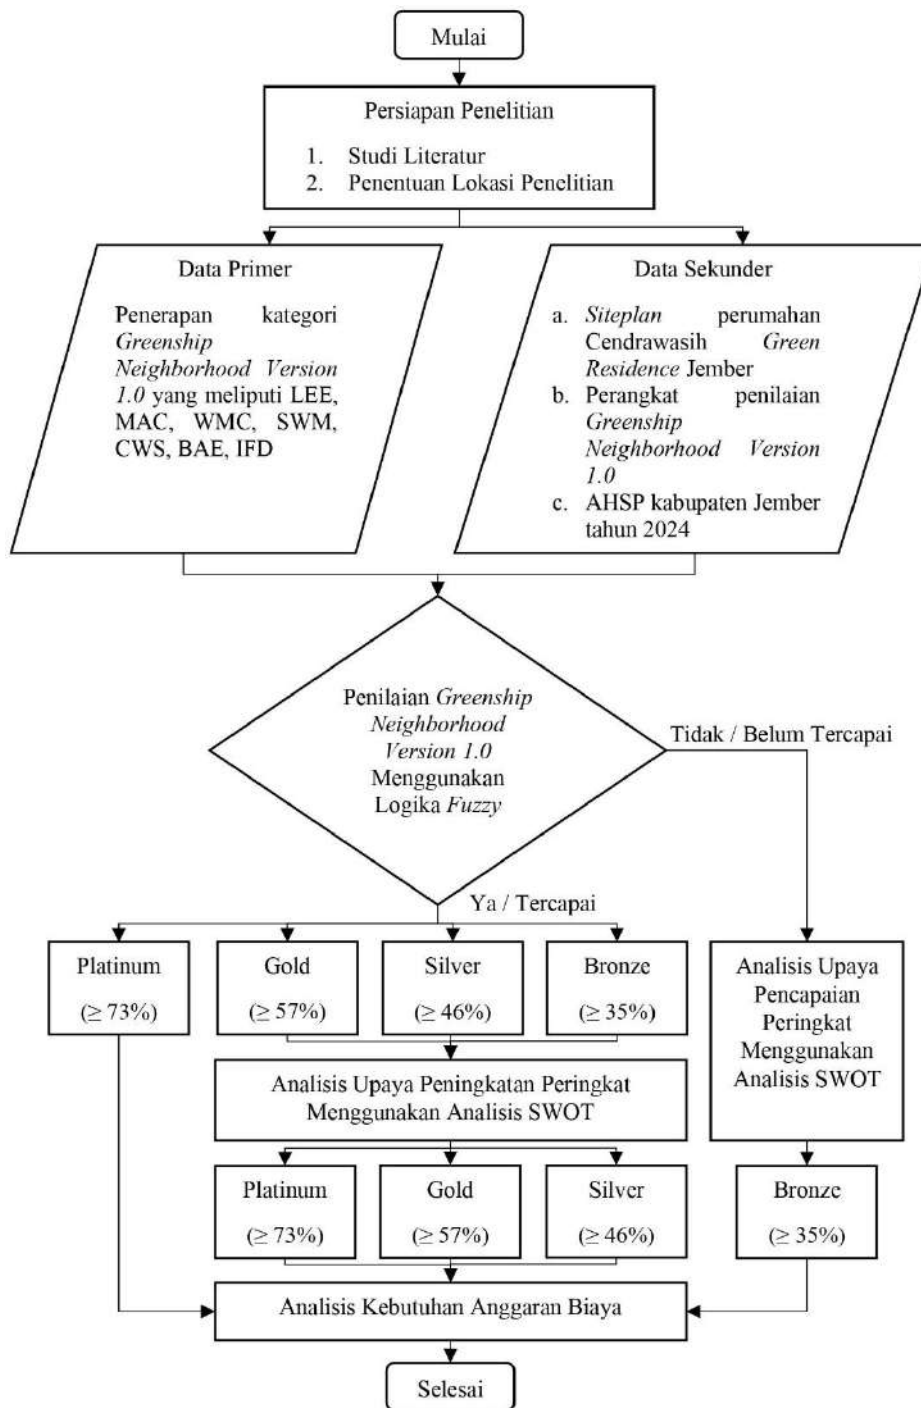 Mulai
Persiapan Penelitian
1. Studi Literatur
2. Penentuan Lokasi Penelitian
Data Primer
Penerapan kategori
Greenship
Neighborhood Version
1.0 yang meliputi LEE,
MAC, WMC, SWM,
CWS, BAE, IFD
Data Sekunder
a. Siteplan perumahan
Cendrawasih Green
Residence Jember
b. Perangkat penilaian
Greenship
Neighborhood Version
1.0
c. AHSP kabupaten Jember
tahun 2024
Penilaian Greenship
Neighborhood
Version 1.0
Menggunakan
Logika Fuzzy
Tidak / Belum Tercapai
Ya / Tercapai
Platinum
(≥ 73%)
Gold
(≥ 57%)
Silver
(≥ 46%)
Bronze
(≥ 35%)
Analisis Upaya
Pencapaian
Peringkat
Menggunakan
Analisis SWOT
Analisis Upaya Peningkatan Peringkat
Menggunakan Analisis SWOT
Platinum
(≥ 73%)
Gold
(≥ 57%)
Silver
(≥ 46%)
Bronze
(≥ 35%)
Analisis Kebutuhan Anggaran Biaya
Selesai